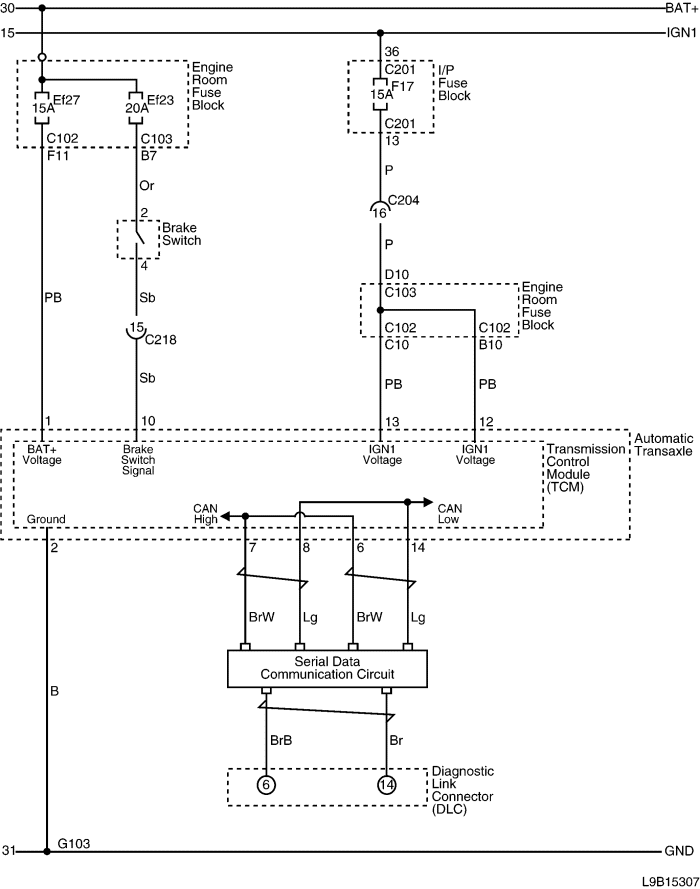 30 BAT+
15 IGN1
36
Engine
Room
Fuse
Block
C201
I/P
Fuse
Block
F17
15A
Ef27
15A
Ef23
20A
C201
C102
C103
13
F11
B7
P
Or
C204
16
2
Brake
Switch
P
4
D10
C103
Engine
Room
Fuse
Block
PB
Sb
15
C218
C102
C102
C10
B10
Sb
PB
PB
1
10
13
12
Automatic
Transaxle
BAT+
Voltage
Brake
Switch
Signal
IGN1
Voltage
IGN1
Voltage
Transmission
Control
Module
(TCM)
CAN
High
CAN
Low
Ground
2
7
8
6
14
BrW
Lg
BrW
Lg
Serial Data
Communication Circuit
B
BrB
Br
Diagnostic
Link
Connector
(DLC)
6
14
G103
31 GND
L9B15307